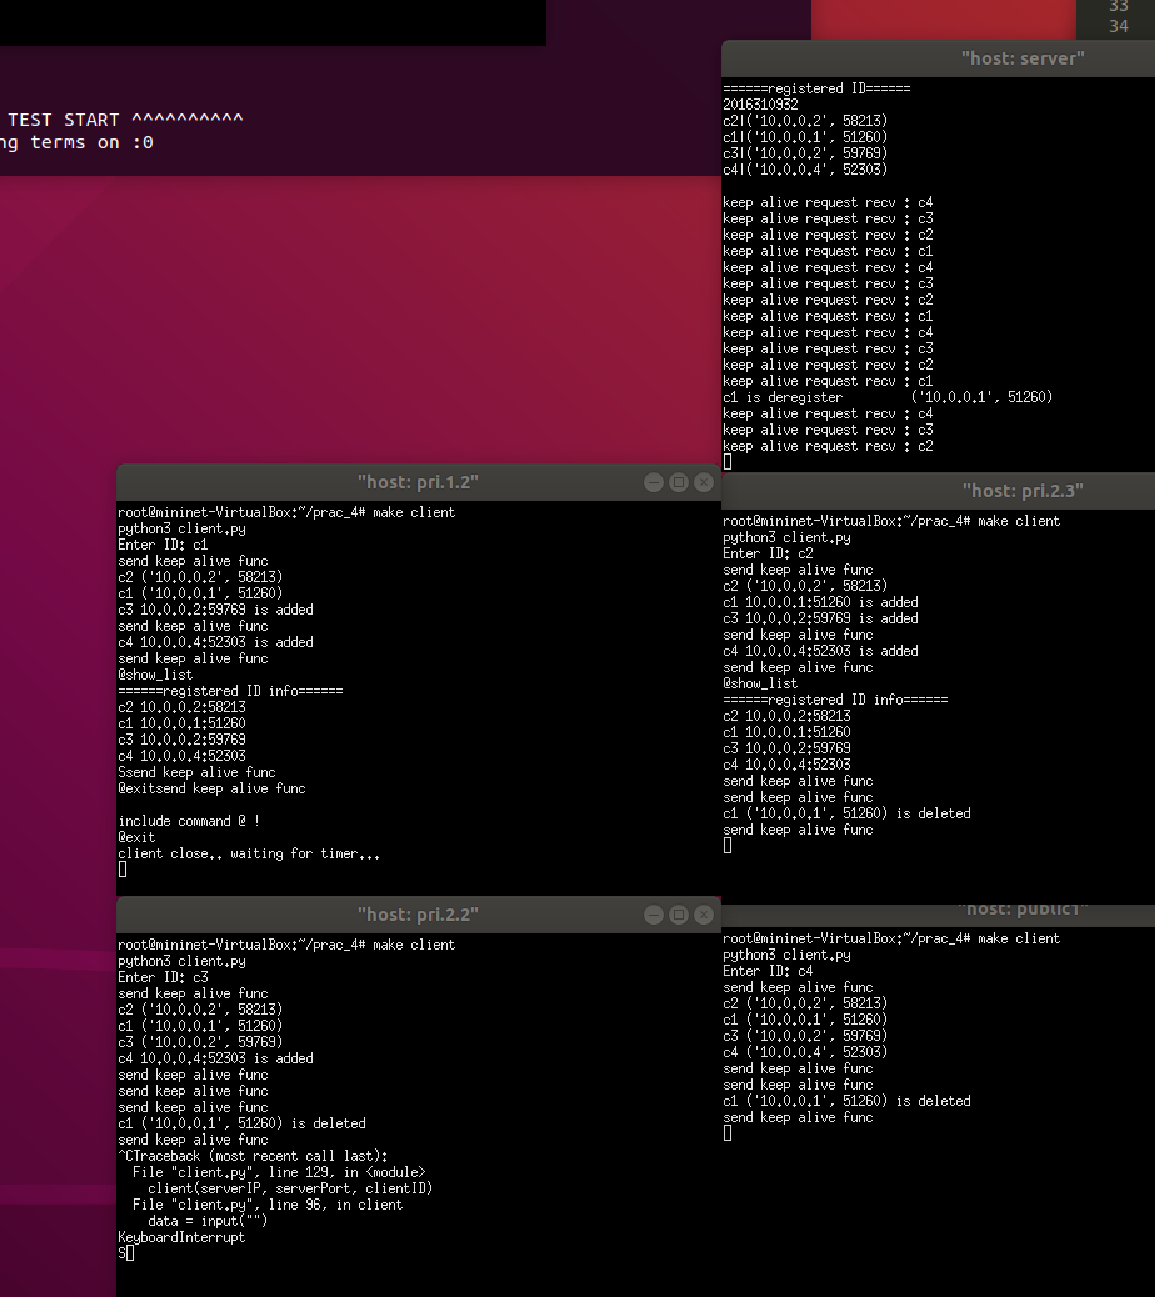 33
34
TEST START ^^^^^^^^^^
ng terms on :0
"host: server"
======registered ID======
2016310932
c2|('10.0.0.2', 58213)
c1|('10.0.0.1', 51260)
c3|('10.0.0.2', 59769)
c4|('10.0.0.4', 52303)
keep alive request recv : c4
keep alive request recv : c3
keep alive request recv : c2
keep alive request recv : c1
keep alive request recv : c4
keep alive request recv : c3
keep alive request recv : c2
keep alive request recv : c1
keep alive request recv : c4
keep alive request recv : c3
keep alive request recv : c2
keep alive request recv : c1
c1 is deregister         ('10.0.0.1', 51260)
keep alive request recv : c4
keep alive request recv : c3
keep alive request recv : c2
"host: pri.1.2"
root@mininet-VirtualBox:~/prac_4# make client
python3 client.py
Enter ID: c1
send keep alive func
c2 ('10.0.0.2', 58213)
c1 ('10.0.0.1', 51260)
c3 10.0.0.2:59769 is added
send keep alive func
c4 10.0.0.4:52303 is added
send keep alive func
@show_list
======registered ID info======
c2 10.0.0.2:58213
c1 10.0.0.1:51260
c3 10.0.0.2:59769
c4 10.0.0.4:52303
Ssend keep alive func
@exitsend keep alive func
include command @ !
@exit
client close.. waiting for timer...
"host: pri.2.3"
root@mininet-VirtualBox:~/prac_4# make client
python3 client.py
Enter ID: c2
send keep alive func
c2 ('10.0.0.2', 58213)
c1 10.0.0.1:51260 is added
c3 10.0.0.2:59769 is added
send keep alive func
c4 10.0.0.4:52303 is added
send keep alive func
@show_list
======registered ID info======
c2 10.0.0.2:58213
c1 10.0.0.1:51260
c3 10.0.0.2:59769
c4 10.0.0.4:52303
send keep alive func
send keep alive func
c1 ('10.0.0.1', 51260) is deleted
send keep alive func
"host: pri.2.2"
root@mininet-VirtualBox:~/prac_4# make client
python3 client.py
Enter ID: c3
send keep alive func
c2 ('10.0.0.2', 58213)
c1 ('10.0.0.1', 51260)
c3 ('10.0.0.2', 59769)
c4 10.0.0.4:52303 is added
send keep alive func
send keep alive func
send keep alive func
c1 ('10.0.0.1', 51260) is deleted
send keep alive func
^CTraceback (most recent call last):
  File "client.py", line 129, in <module>
    client(serverIP, serverPort, clientID)
  File "client.py", line 96, in client
    data = input("")
KeyboardInterrupt
S
"host: public1"
root@mininet-VirtualBox:~/prac_4# make client
python3 client.py
Enter ID: c4
send keep alive func
c2 ('10.0.0.2', 58213)
c1 ('10.0.0.1', 51260)
c3 ('10.0.0.2', 59769)
c4 ('10.0.0.4', 52303)
send keep alive func
send keep alive func
c1 ('10.0.0.1', 51260) is deleted
send keep alive func